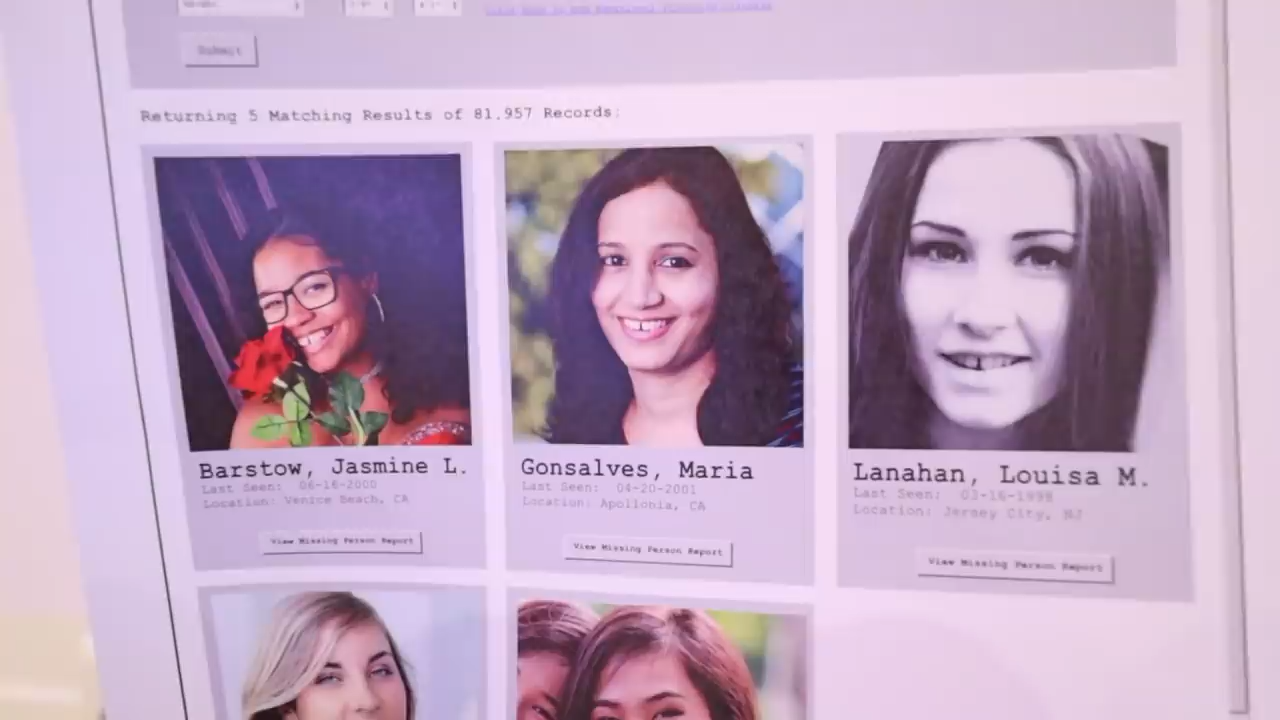 Submit
Returning 5 Matching Results of 81,957 Records:
Barstow, Jasmine L.
Last Seen: 06-16-2000
Location: Venice Beach, CA
View Missing Person Report
Gonsalves, Maria
Last Seen: 04-20-2001
Location: Apollonia, CA
View Missing Person Report
Lanahan, Louisa M.
Last Seen: 03-16-1998
Location: Jersey City, NJ
View Missing Person Report